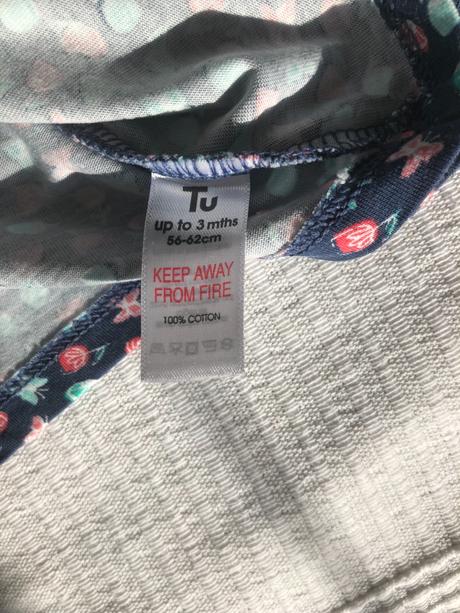 Tu
up to 3 mths
56-62cm
KEEP AWAY
FROM FIRE
100% COTTON